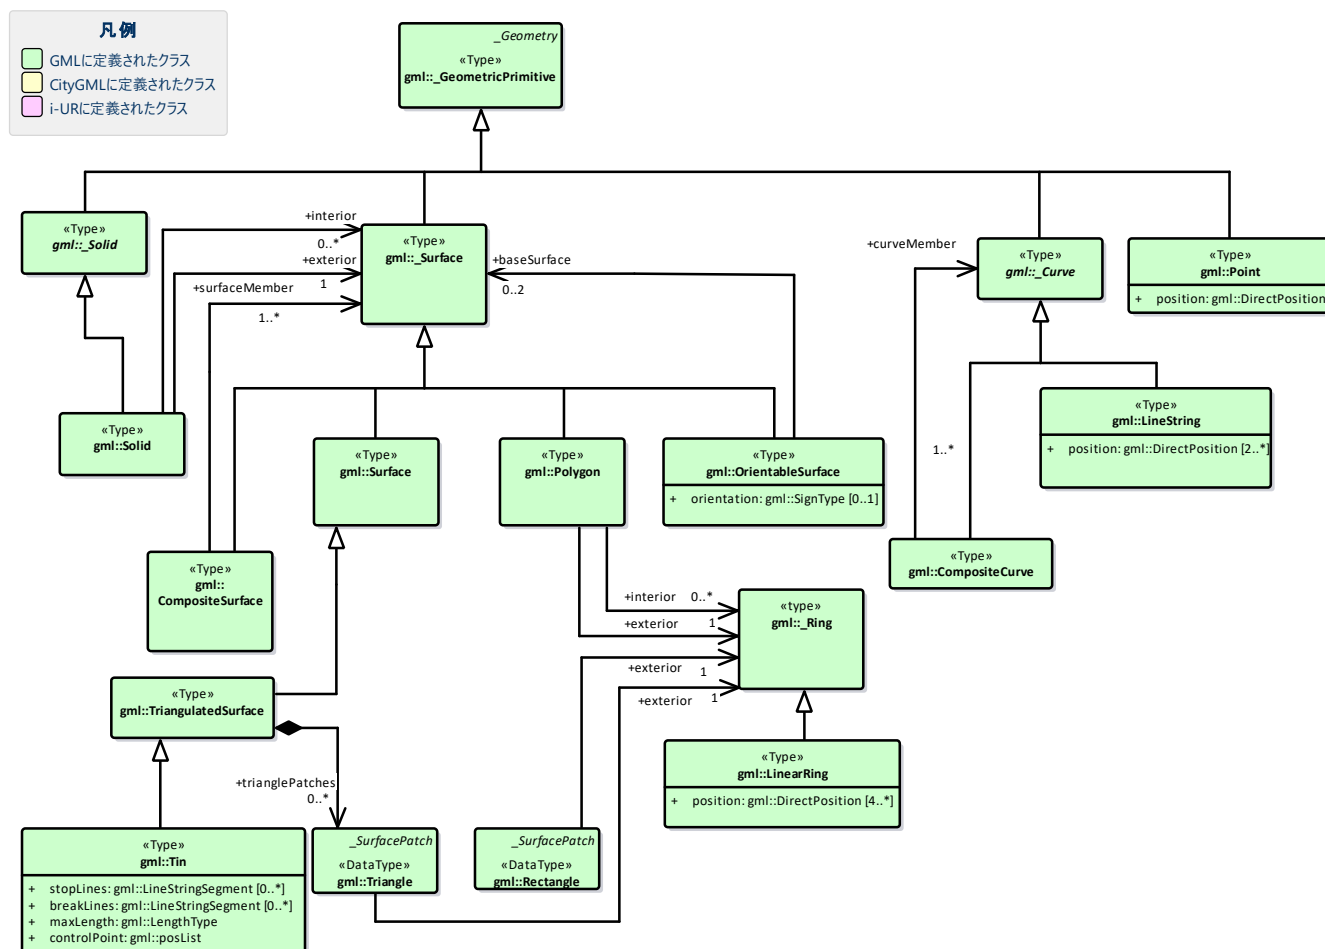 凡例
GMLに定義されたクラス
CityGMLに定義されたクラス
i-URに定義されたクラス
_Geometry
«Type»
gml::_GeometricPrimitive
«Type»
gml::_Solid
+interior
0..*
+exterior
1
+surfaceMember
1..*
«Type»
gml::_Surface
+baseSurface
0..2
+curveMember
«Type»
gml::_Curve
«Type»
gml::Point
+ position: gml::DirectPosition
«Type»
gml::Solid
«Type»
gml::Surface
«Type»
gml::Polygon
«Type»
gml::OrientableSurface
+ orientation: gml::SignType [0..1]
1..*
«Type»
gml::LineString
+ position: gml::DirectPosition [2..*]
«Type»
gml::
CompositeSurface
«Type»
gml::CompositeCurve
+interior 0..*
+exterior 1
+exterior 1
+exterior 1
«type»
gml::_Ring
«Type»
gml::TriangulatedSurface
+trianglePatches
0..*
«Type»
gml::LinearRing
+ position: gml::DirectPosition [4..*]
«Type»
gml::Tin
+ stopLines: gml::LineStringSegment [0..*]
+ breakLines: gml::LineStringSegment [0..*]
+ maxLength: gml::LengthType
+ controlPoint: gml::posList
_SurfacePatch
«DataType»
gml::Triangle
_SurfacePatch
«DataType»
gml::Rectangle